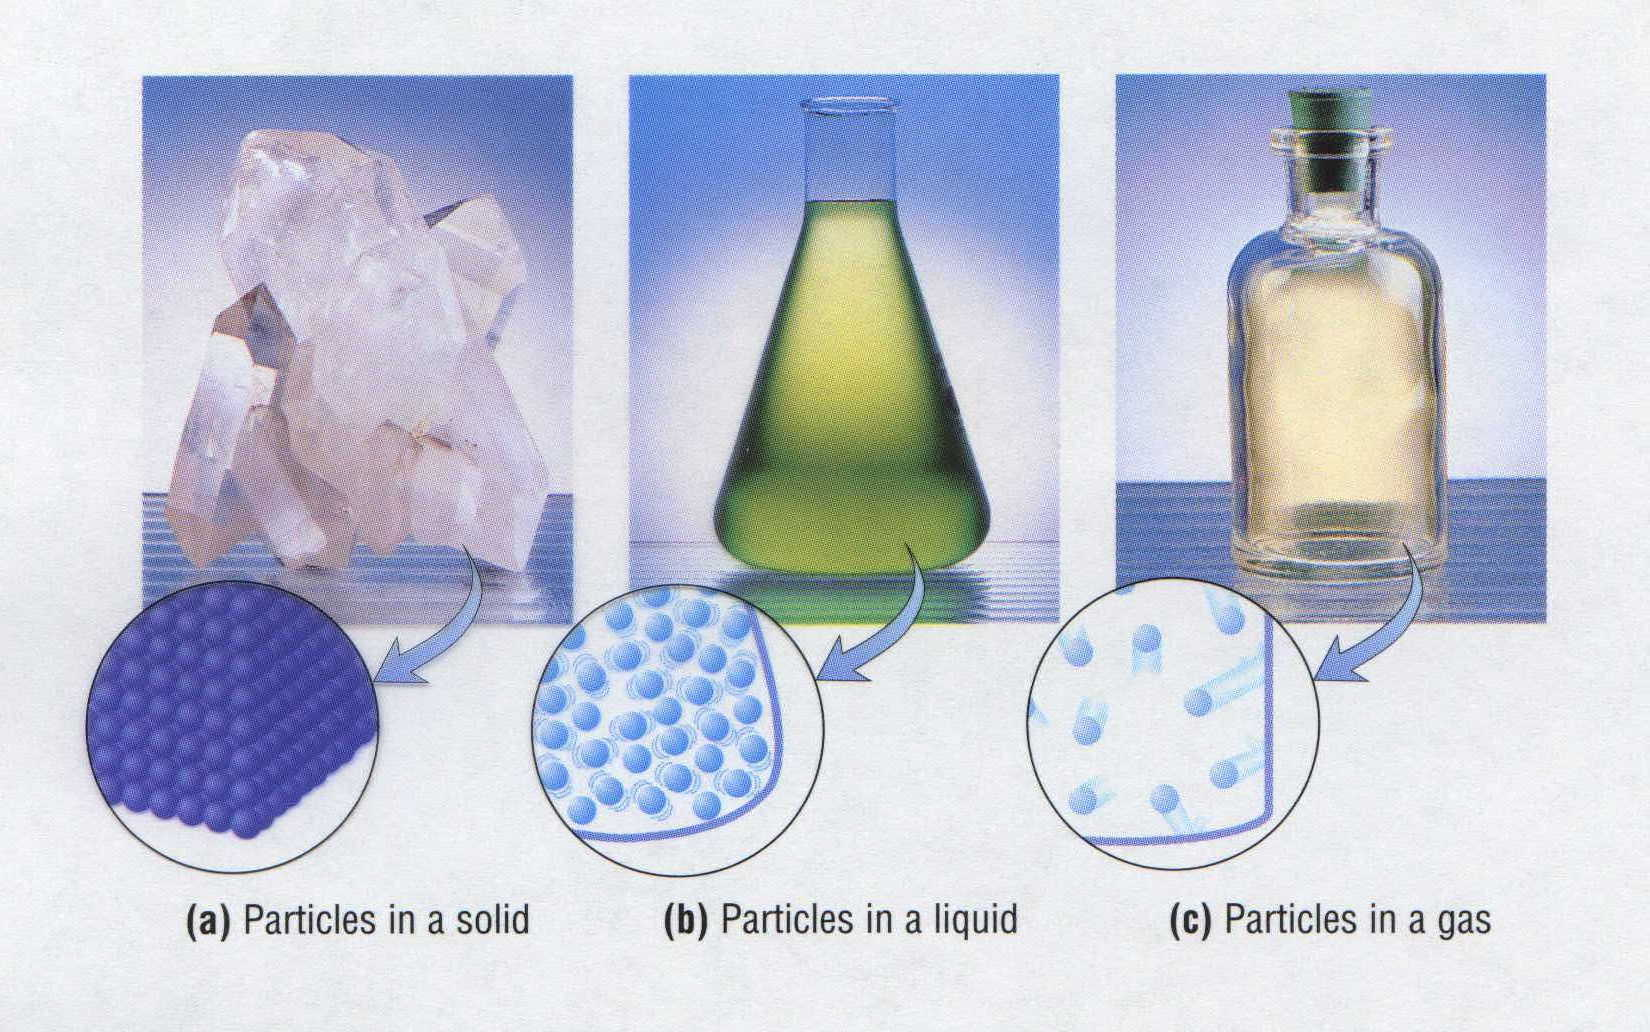 (a) Particles in a solid
(b) Particles in a liquid
(c) Particles in a gas